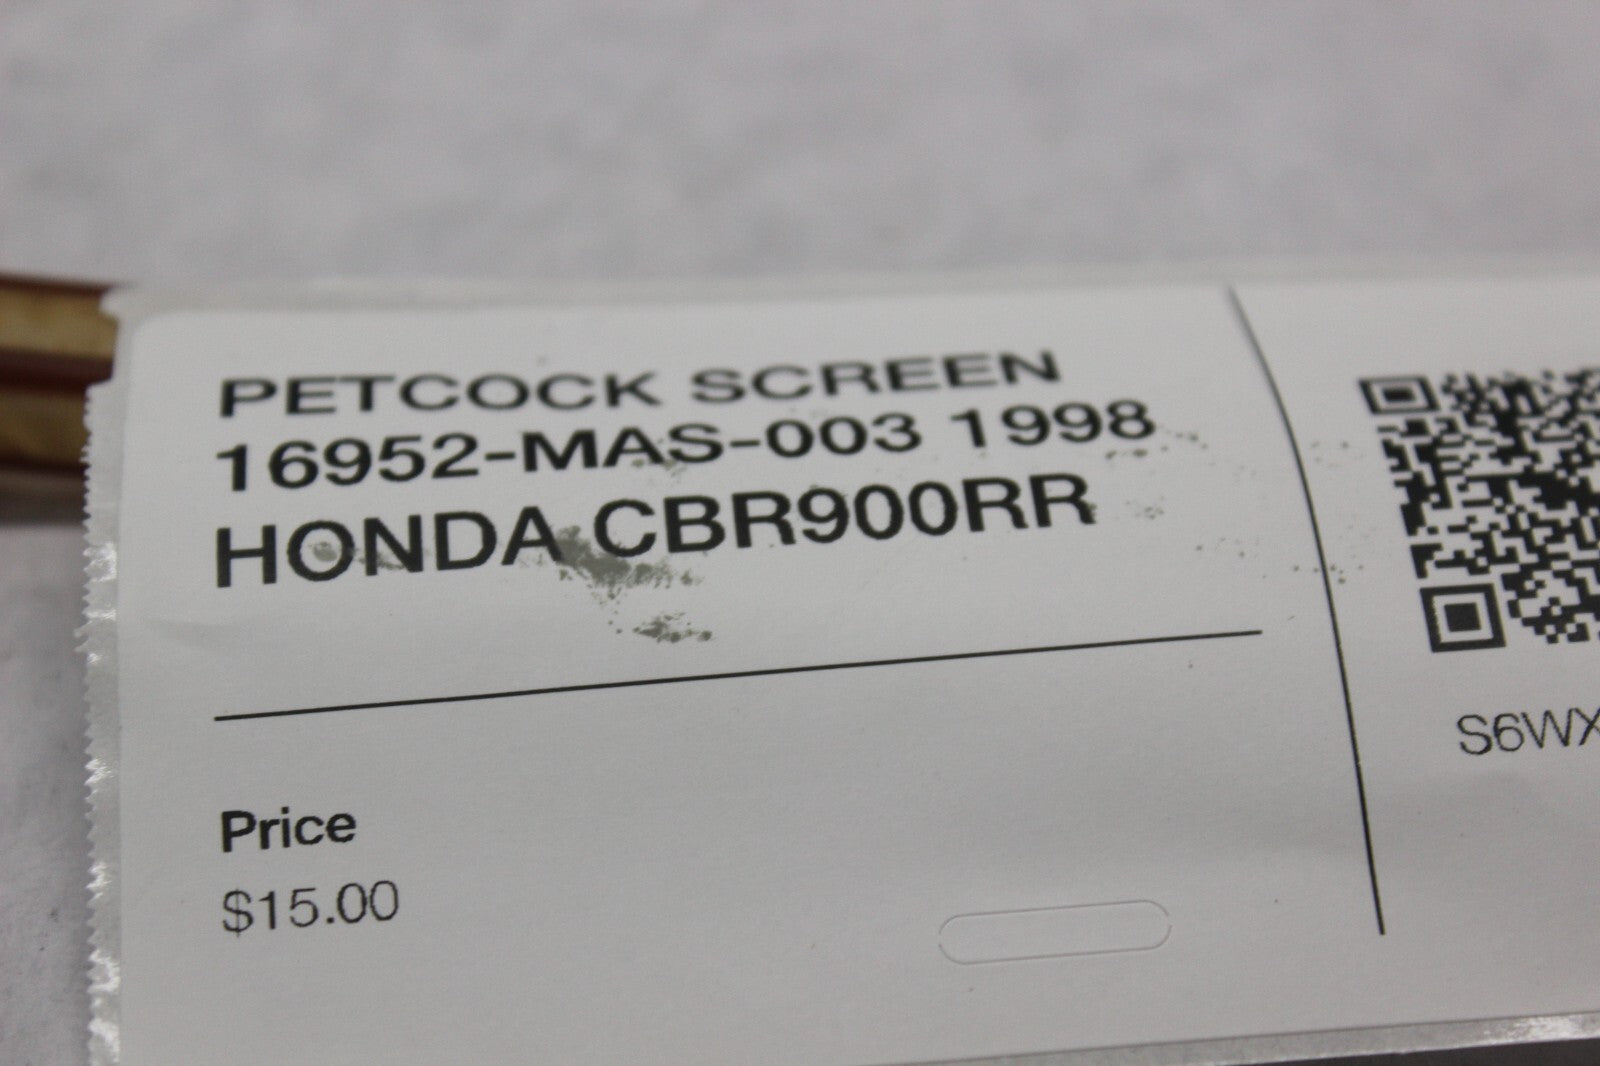 PETCOCK SCREEN
16952-MAS-003 1998
HONDA CBR900RR
Price
$15.00
S6WX